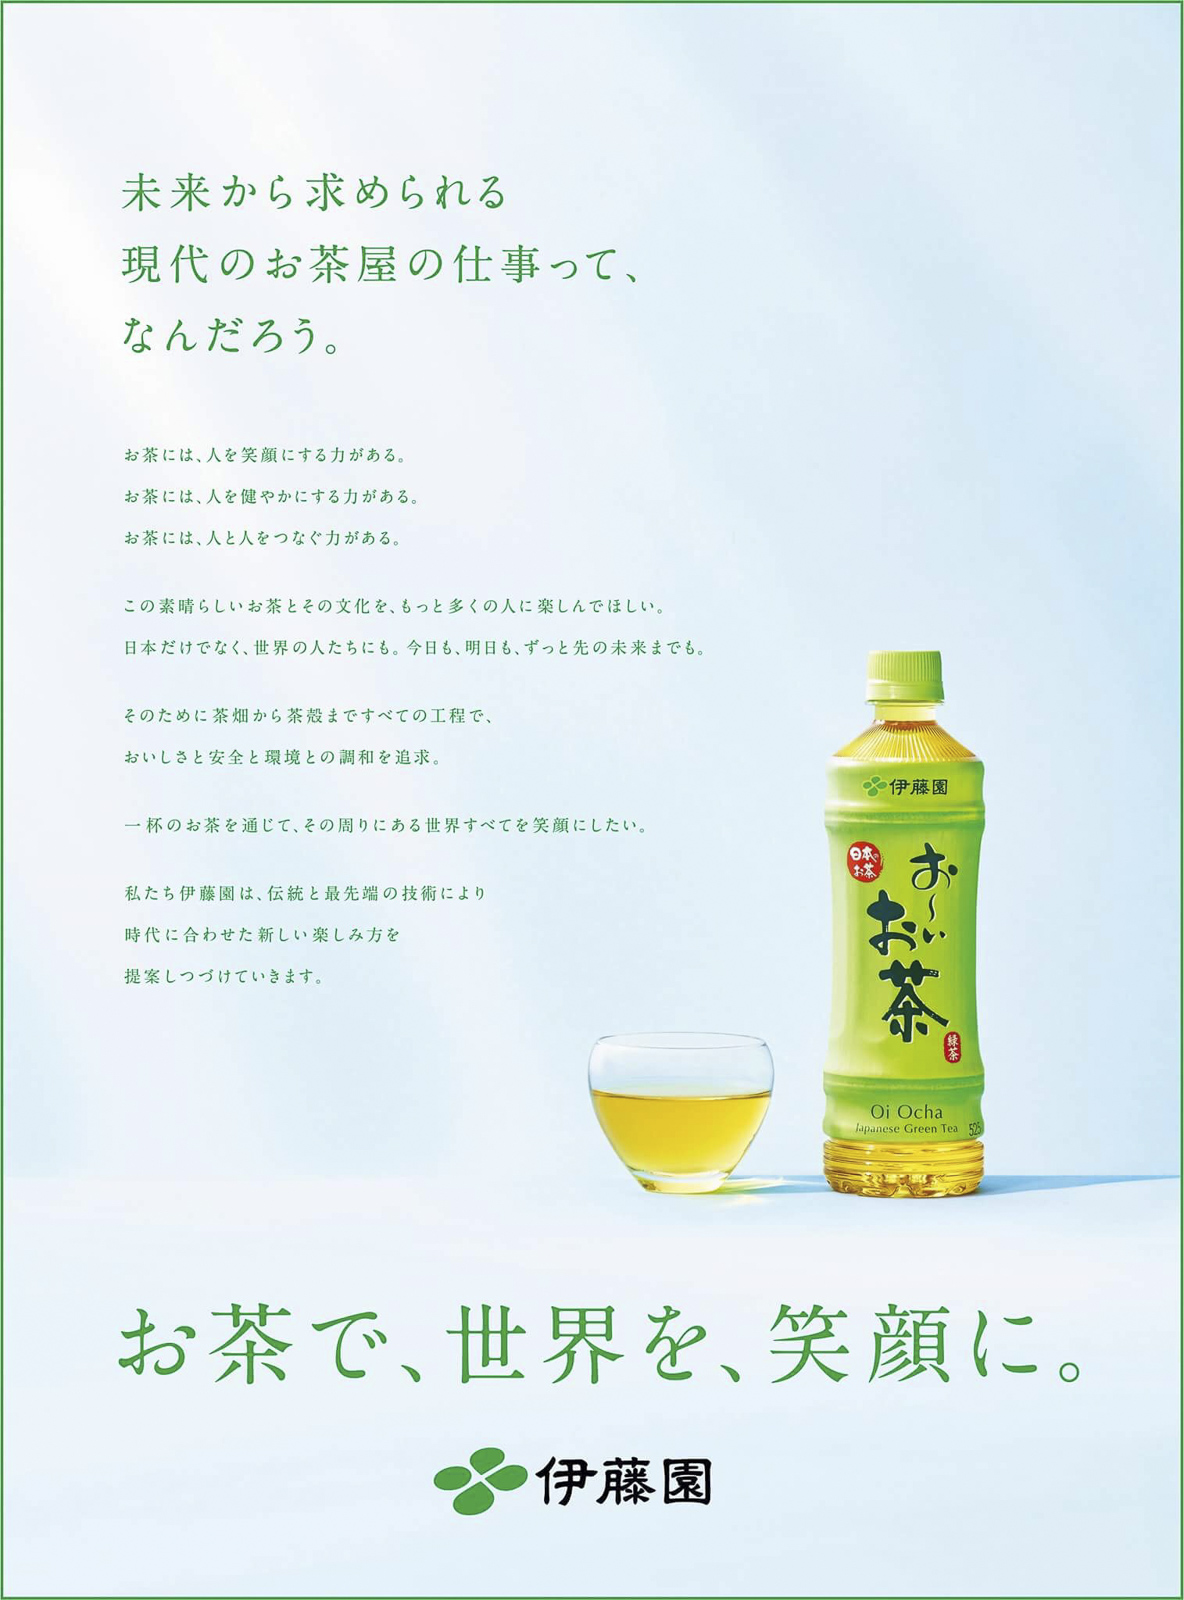 未来から求められる
現代のお茶屋の仕事って、
なんだろう。
お茶には、人を笑顔にする力がある。
お茶には、人を健やかにする力がある。
お茶には、人と人をつなぐ力がある。
この素晴らしいお茶とその文化を、もっと多くの人に楽しんでほしい。
日本だけでなく、世界の人たちにも。今日も、明日も、ずっと先の未来までも。
そのために茶畑から茶殻まですべての工程で、
おいしさと安全と環境との調和を追求。
一杯のお茶を通じて、その周りにある世界すべてを笑顔にしたい。
私たち伊藤園は、伝統と最先端の技術により
時代に合わせた新しい楽しみ方を
提案しつづけていきます。
伊藤園
日本の
お茶
お〜い
お茶
緑茶
Oi Ocha
Japanese Green Tea
525
お茶で、世界を、笑顔に。
伊藤園